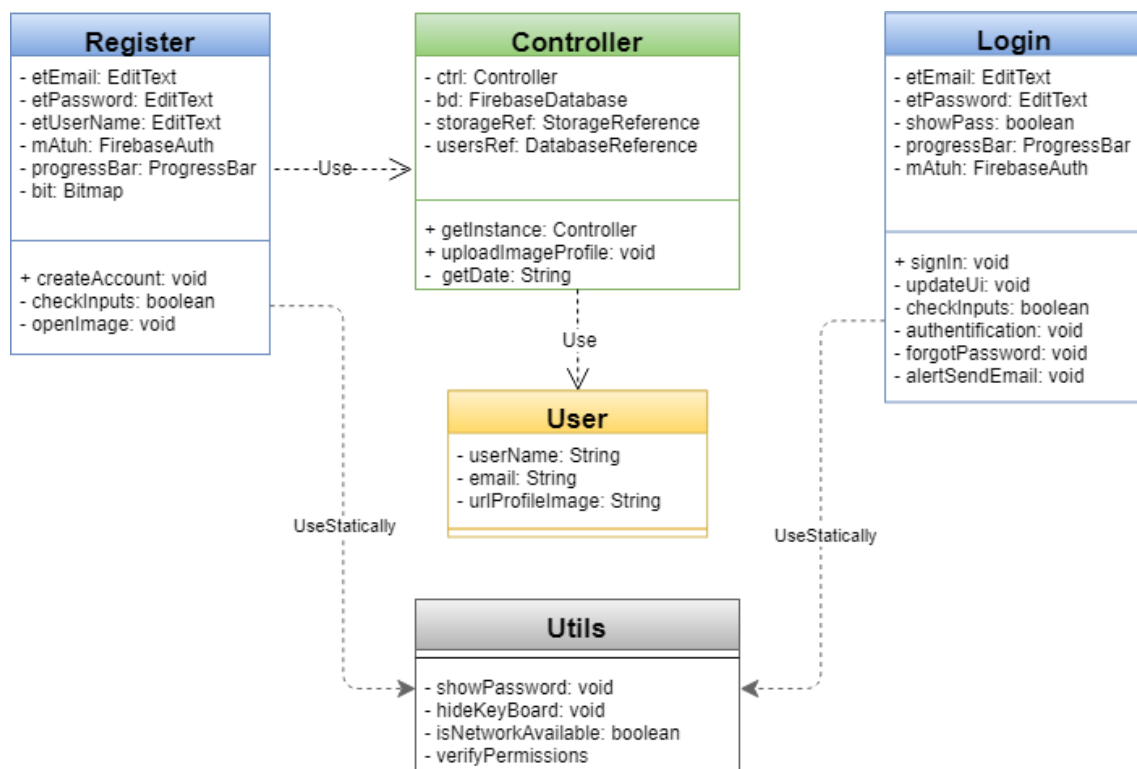 Register
- etEmail: EditText
- etPassword: EditText
- etUserName: EditText
- mAtuh: FirebaseAuth
- progressBar: ProgressBar
- bit: Bitmap
+ createAccount: void
- checkInputs: boolean
- openImage: void
Use
Controller
- ctrl: Controller
- bd: FirebaseDatabase
- storageRef: StorageReference
- usersRef: DatabaseReference
+ getInstance: Controller
+ uploadImageProfile: void
- getDate: String
Login
- etEmail: EditText
- etPassword: EditText
- showPass: boolean
- progressBar: ProgressBar
- mAtuh: FirebaseAuth
+ signIn: void
- updateUi: void
- checkInputs: boolean
- authentification: void
- forgotPassword: void
- alertSendEmail: void
Use
User
- userName: String
- email: String
- urlProfileImage: String
UseStatically
UseStatically
Utils
- showPassword: void
- hideKeyBoard: void
- isNetworkAvailable: boolean
- verifyPermissions